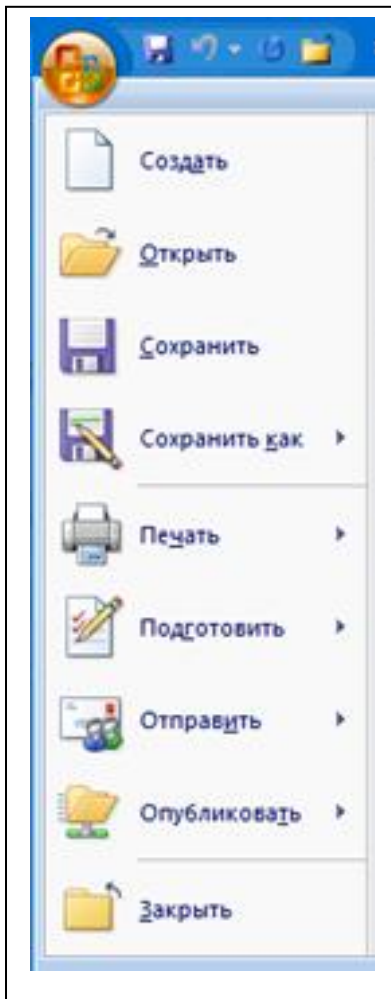 Создать
Открыть
Сохранить
Сохранить как
Печать
Подготовить
Отправить
Опубликовать
Закрыть